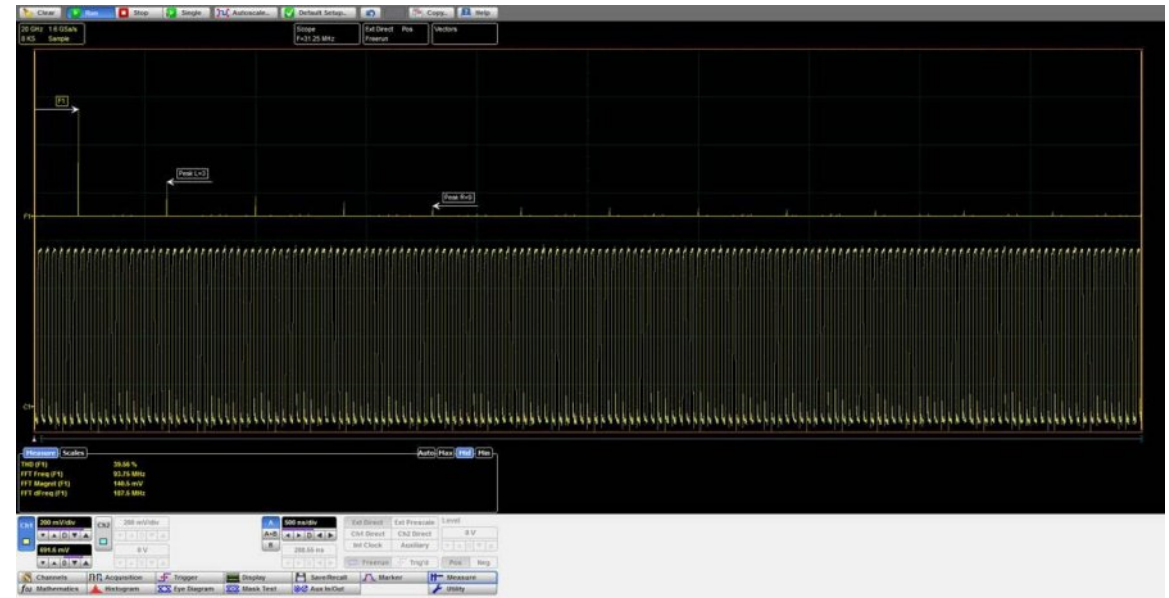 Clear Run Stop Single Autoscale.. Default Setup.. Copy.. Help
20 GHz 1.6 GSa/s
8 KS Sample
Scope
F=31.25 MHz
Ext Direct Pos
Freerun
Vectors
F1
Peak L=3
Peak R=9
F1
C1
Measure Scales
Auto Max Mid Min
THD (F1) 39.56 %
FFT Freq (F1) 93.75 MHz
FFT Magnit (F1) 140.5 mV
FFT dFreq (F1) 187.5 MHz
Ch1 200 mV/div
D
691.6 mV
D
Ch2 200 mV/div
0 V
A
A+B
B
500 ns/div
D
298.55 ns
Ext Direct Ext Prescale Level
Ch1 Direct Ch2 Direct 0 V
Int Clock Auxiliary
Freerun Trig'd Pos Neg
Channels Acquisition Trigger Display Save/Recall Marker Measure
Mathematics Histogram Eye Diagram Mask Test Aux In/Out Utility